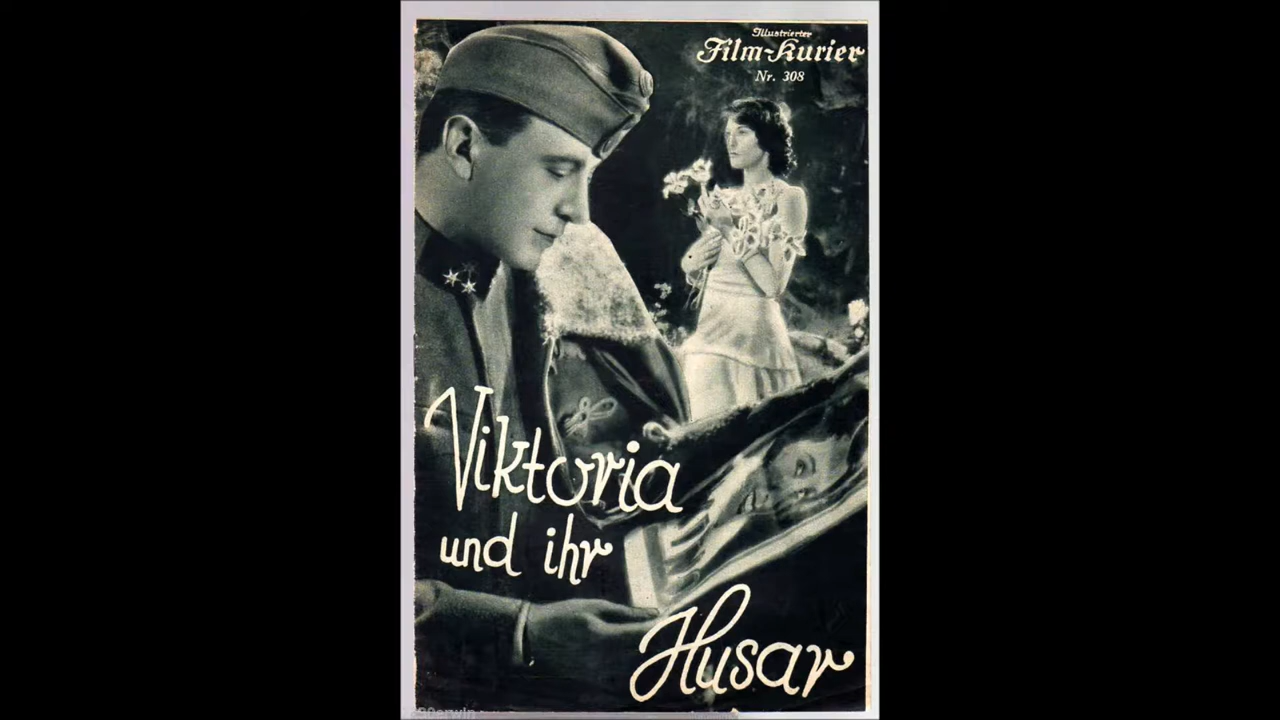 Illustrierter
Film-Kurier
Nr. 308
Viktoria
und ihr
Husar